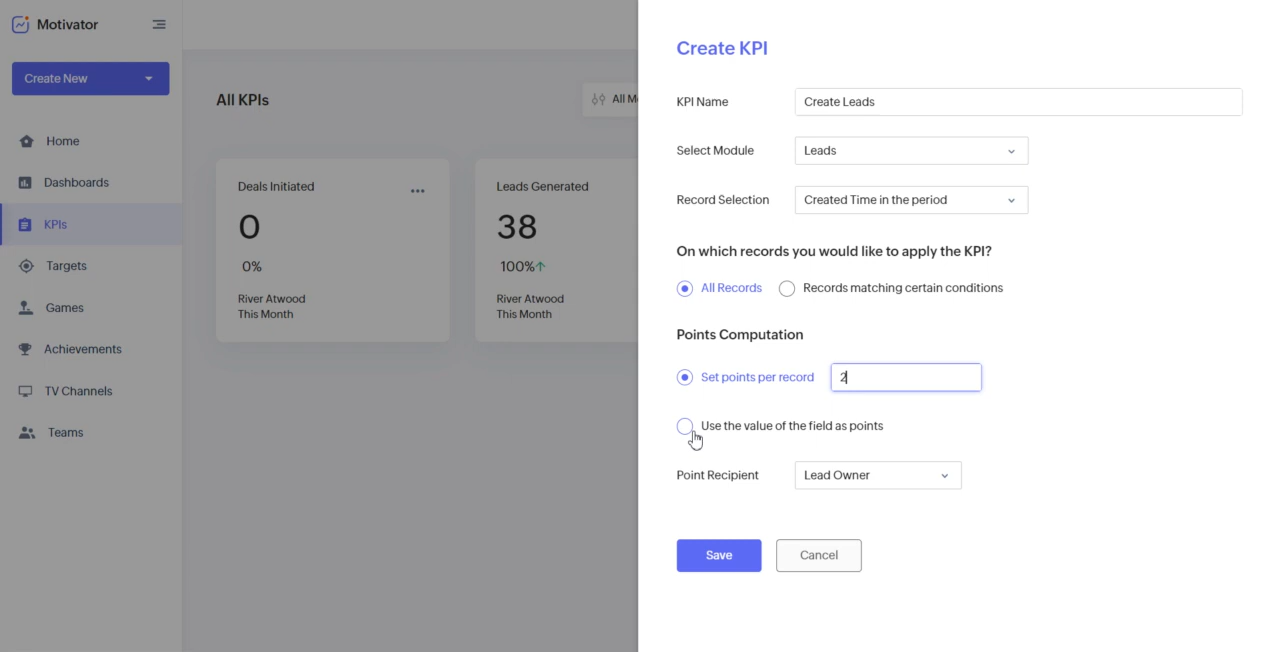 Motivator
Create New
Home
Dashboards
KPIs
Targets
Games
Achievements
TV Channels
Teams
All KPIs
All M
Deals Initiated
0
0%
River Atwood
This Month
Leads Generated
38
100%
River Atwood
This Month
Create KPI
KPI Name
Create Leads
Select Module
Leads
Record Selection
Created Time in the period
On which records you would like to apply the KPI?
All Records
Records matching certain conditions
Points Computation
Set points per record
2
Use the value of the field as points
Point Recipient
Lead Owner
Save
Cancel